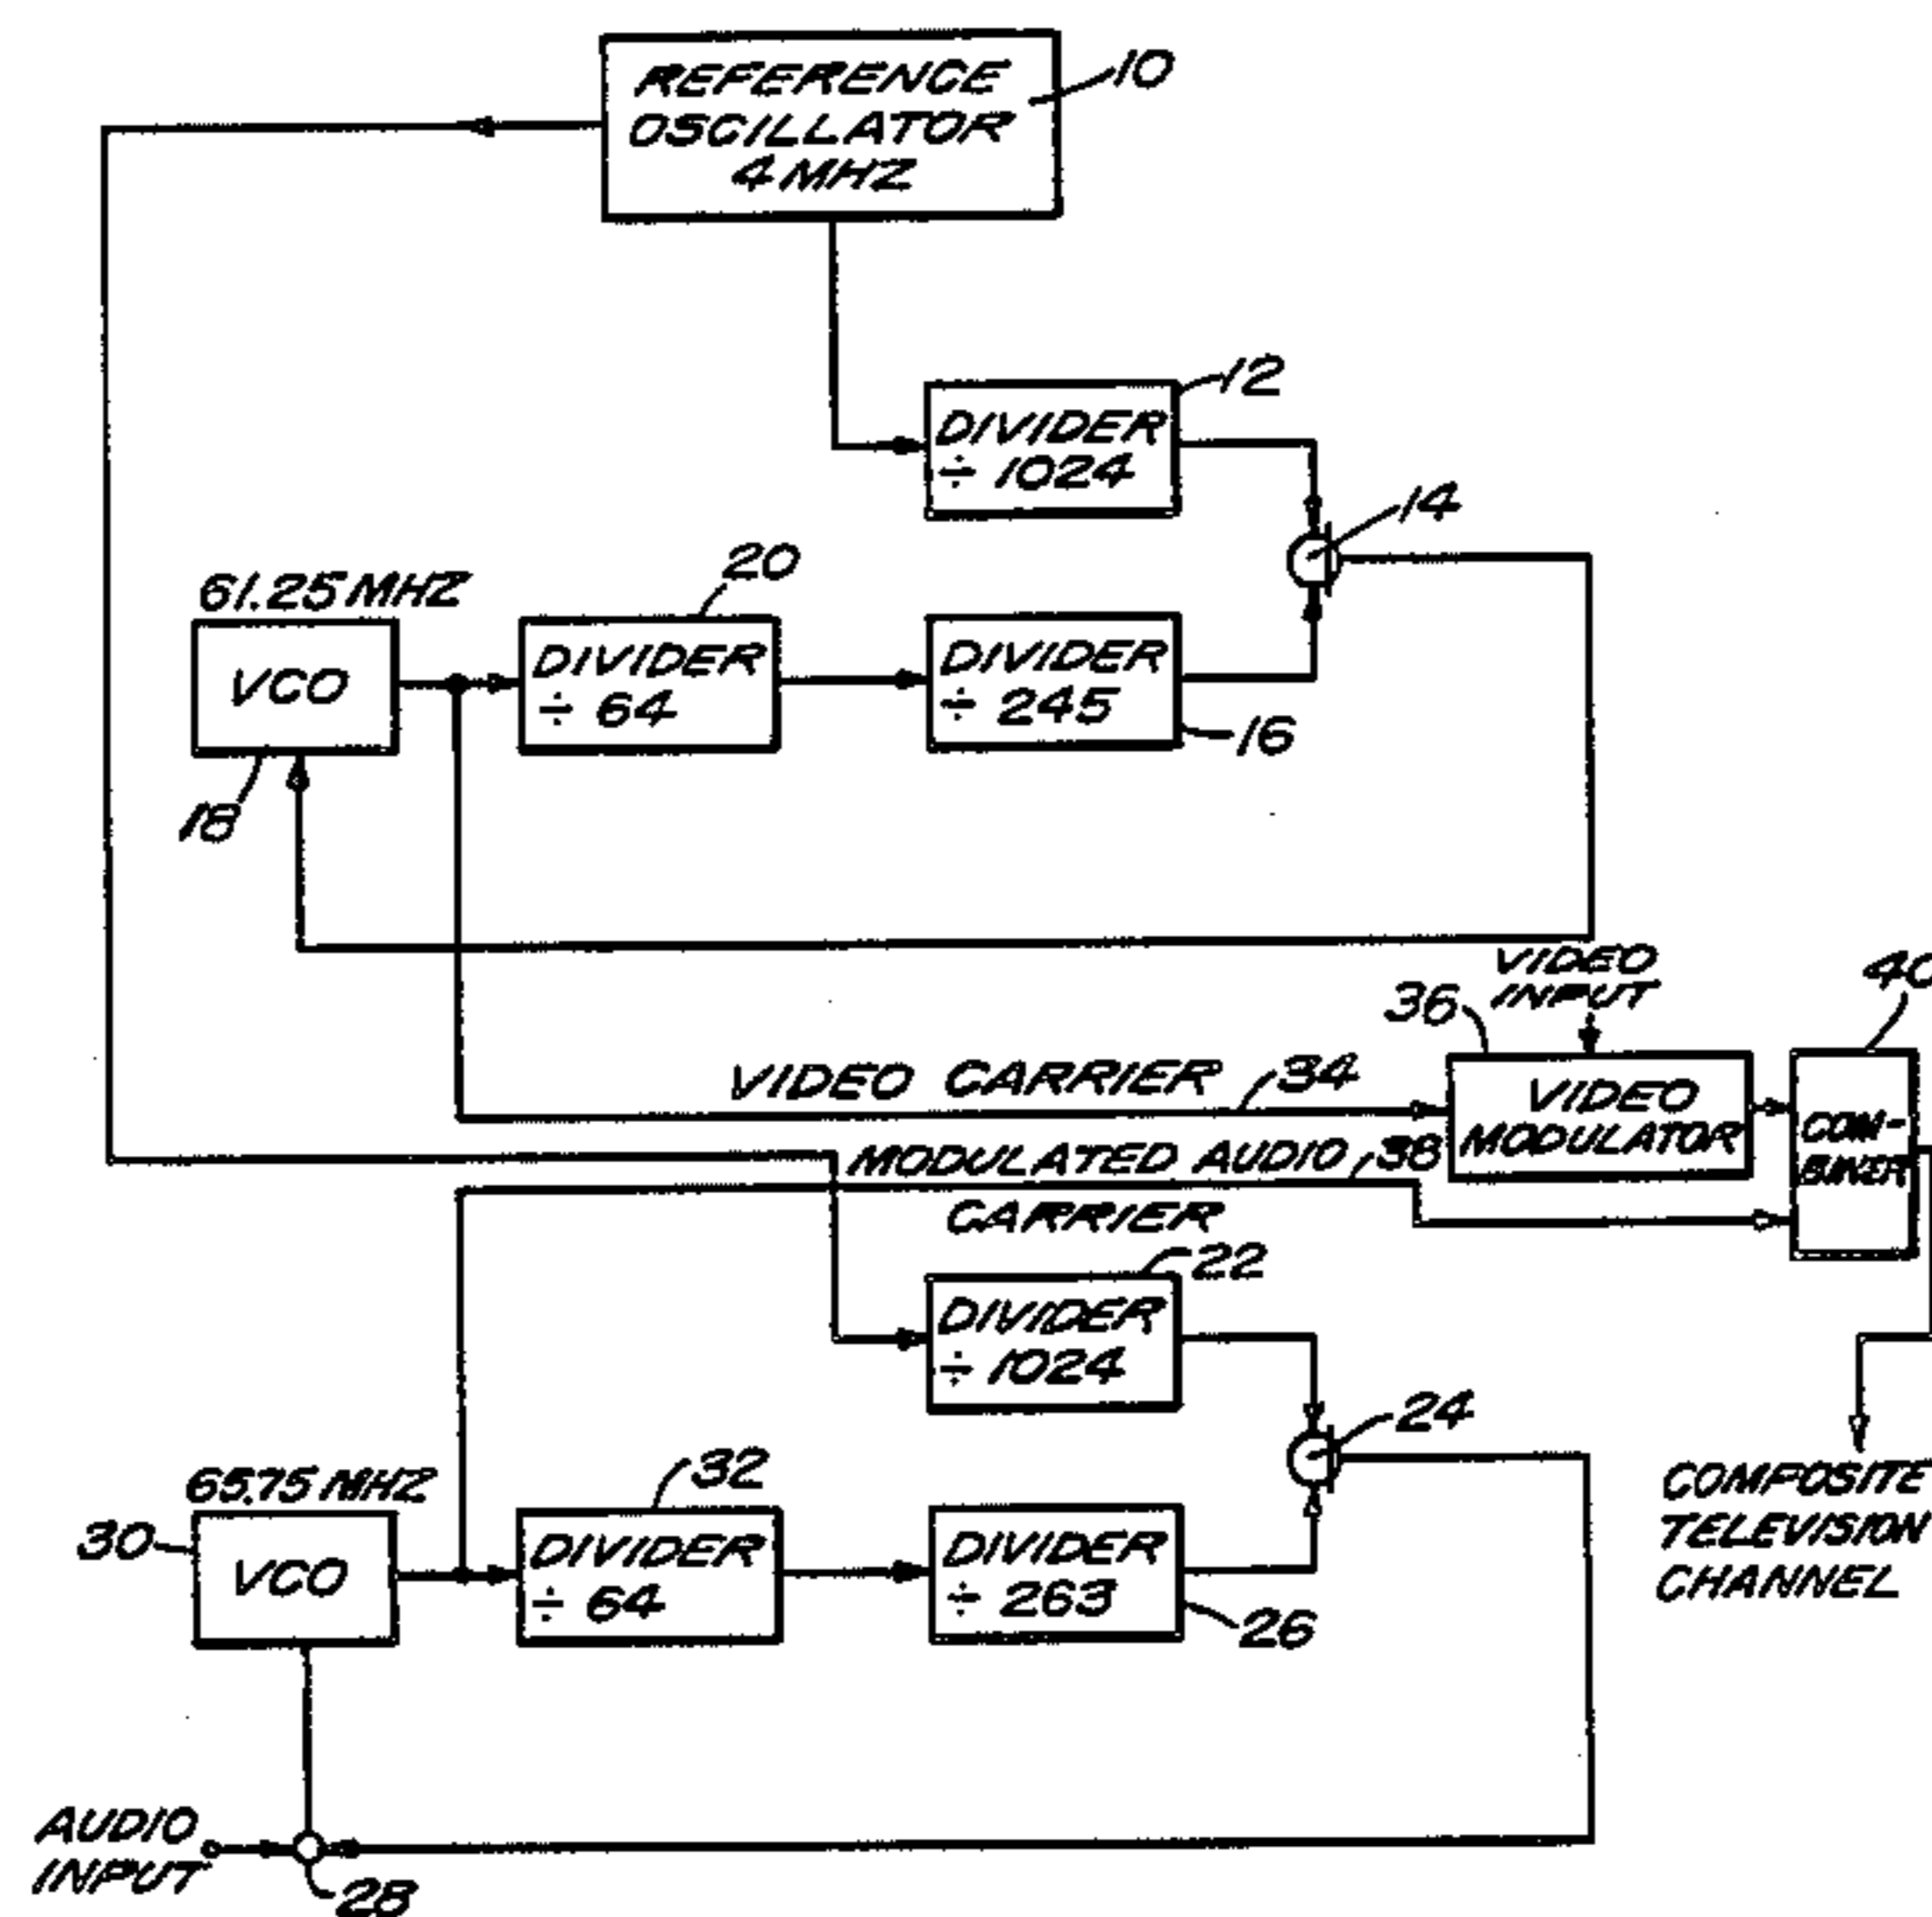 REFERENCE
OSCILLATOR
4 MHZ
10
DIVIDER
÷ 1024
12
14
61.25 MHZ
VCO
18
20
DIVIDER
÷ 64
DIVIDER
÷ 245
16
VIDEO
INPUT
36
40
VIDEO CARRIER
34
VIDEO
MODULATOR
COM-
BINER
MODULATED AUDIO
38
CARRIER
22
DIVIDER
÷ 1024
24
65.75 MHZ
30
VCO
32
DIVIDER
÷ 64
DIVIDER
÷ 263
26
COMPOSITE
TELEVISION
CHANNEL
AUDIO
INPUT
28